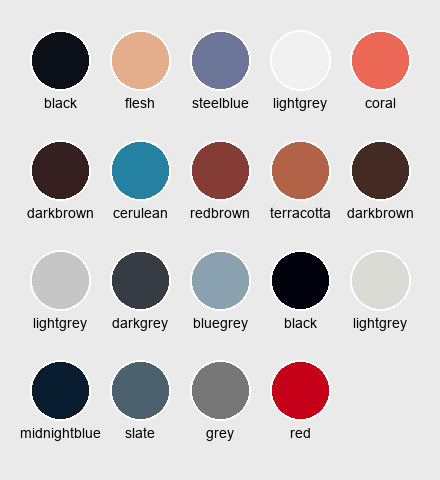 black flesh steelblue lightgrey coral
darkbrown cerulean redbrown terracotta darkbrown
lightgrey darkgrey bluegrey black lightgrey
midnightblue slate grey red